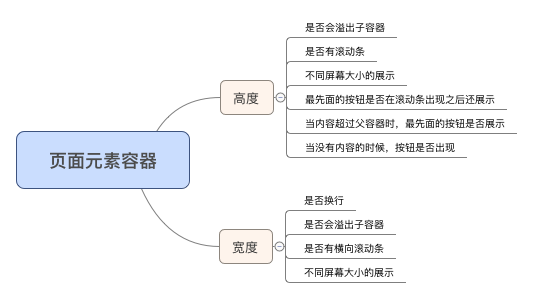 页面元素容器
高度
是否会溢出子容器
是否有滚动条
不同屏幕大小的展示
最先面的按钮是否在滚动条出现之后还展示
当内容超过父容器时，最先面的按钮是否展示
当没有内容的时候，按钮是否出现
宽度
是否换行
是否会溢出子容器
是否有横向滚动条
不同屏幕大小的展示